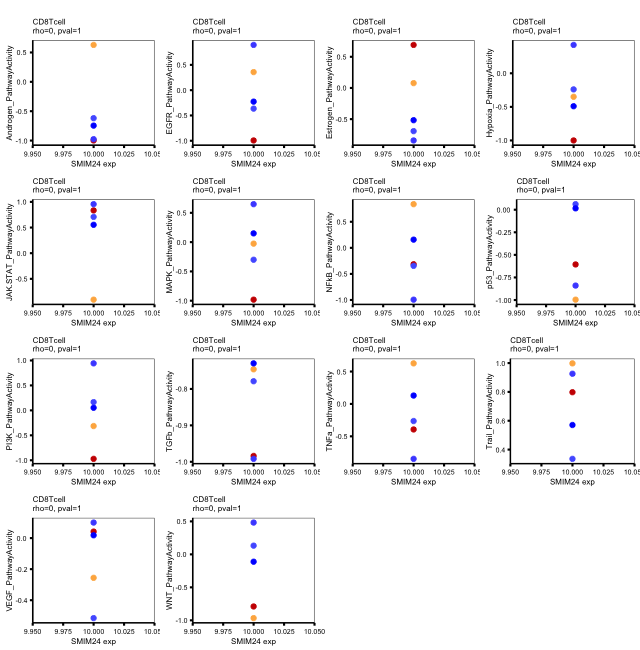 CD8Tcell
rho=0, pval=1
Androgen_PathwayActivity
0.5
0.0
-0.5
-1.0
9.950 9.975 10.000 10.025 10.05
SMIM24 exp
CD8Tcell
rho=0, pval=1
EGFR_PathwayActivity
0.5
0.0
-0.5
-1.0
9.950 9.975 10.000 10.025 10.05
SMIM24 exp
CD8Tcell
rho=0, pval=1
Estrogen_PathwayActivity
0.5
0.0
-0.5
9.950 9.975 10.000 10.025 10.05
SMIM24 exp
CD8Tcell
rho=0, pval=1
Hypoxia_PathwayActivity
0.0
-0.5
-1.0
9.950 9.975 10.000 10.025 10.05
SMIM24 exp
CD8Tcell
rho=0, pval=1
JAK.STAT_PathwayActivity
1.0
0.5
0.0
-0.5
9.950 9.975 10.000 10.025 10.05
SMIM24 exp
CD8Tcell
rho=0, pval=1
MAPK_PathwayActivity
0.5
0.0
-0.5
-1.0
9.950 9.975 10.000 10.025 10.05
SMIM24 exp
CD8Tcell
rho=0, pval=1
NFkB_PathwayActivity
0.5
0.0
-0.5
-1.0
9.950 9.975 10.000 10.025 10.05
SMIM24 exp
CD8Tcell
rho=0, pval=1
p53_PathwayActivity
0.00
-0.25
-0.50
-0.75
-1.00
9.950 9.975 10.000 10.025 10.05
SMIM24 exp
CD8Tcell
rho=0, pval=1
PI3K_PathwayActivity
1.0
0.5
0.0
-0.5
-1.0
9.950 9.975 10.000 10.025 10.05
SMIM24 exp
CD8Tcell
rho=0, pval=1
TGFb_PathwayActivity
-0.8
-0.9
-1.0
9.950 9.975 10.000 10.025 10.05
SMIM24 exp
CD8Tcell
rho=0, pval=1
TNFa_PathwayActivity
0.5
0.0
-0.5
9.950 9.975 10.000 10.025 10.05
SMIM24 exp
CD8Tcell
rho=0, pval=1
Trail_PathwayActivity
1.0
0.8
0.6
0.4
9.950 9.975 10.000 10.025 10.05
SMIM24 exp
CD8Tcell
rho=0, pval=1
VEGF_PathwayActivity
0.0
-0.2
-0.4
9.950 9.975 10.000 10.025 10.05
SMIM24 exp
CD8Tcell
rho=0, pval=1
WNT_PathwayActivity
0.5
0.0
-0.5
-1.0
9.950 9.975 10.000 10.025 10.050
SMIM24 exp